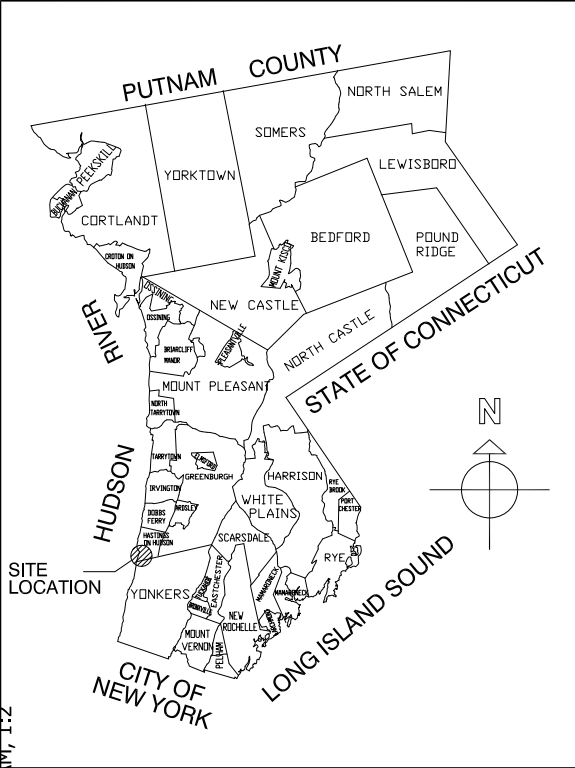 PUTNAM COUNTY
NORTH SALEM
SOMERS
LEWISBORO
YORKTOWN
PEEKSKILL
BUCHANAN
CORTLANDT
BEDFORD
POUND
RIDGE
CROTON ON
HUDSON
MOUNT KISCO
OSSINING
OSSINING
NEW CASTLE
NORTH CASTLE
STATE OF CONNECTICUT
HUDSON RIVER
BRIARCLIFF
MANOR
PLEASANTVILLE
MOUNT PLEASANT
NORTH
TARRYTOWN
N
TARRYTOWN
ELMSFORD
GREENBURGH
HARRISON
IRVINGTON
RYE
BROOK
PORT
CHESTER
WHITE
PLAINS
ARDSLEY
DOBBS
FERRY
HASTINGS
ON HUDSON
SCARSDALE
RYE
SITE
LOCATION
YONKERS
TUCKAHOE
EASTCHESTER
BRONXVILLE
MAMARONECK
MAMARONECK
NEW
ROCHELLE
MOUNT
VERNON
PELHAM
LONG ISLAND SOUND
CITY OF
NEW YORK